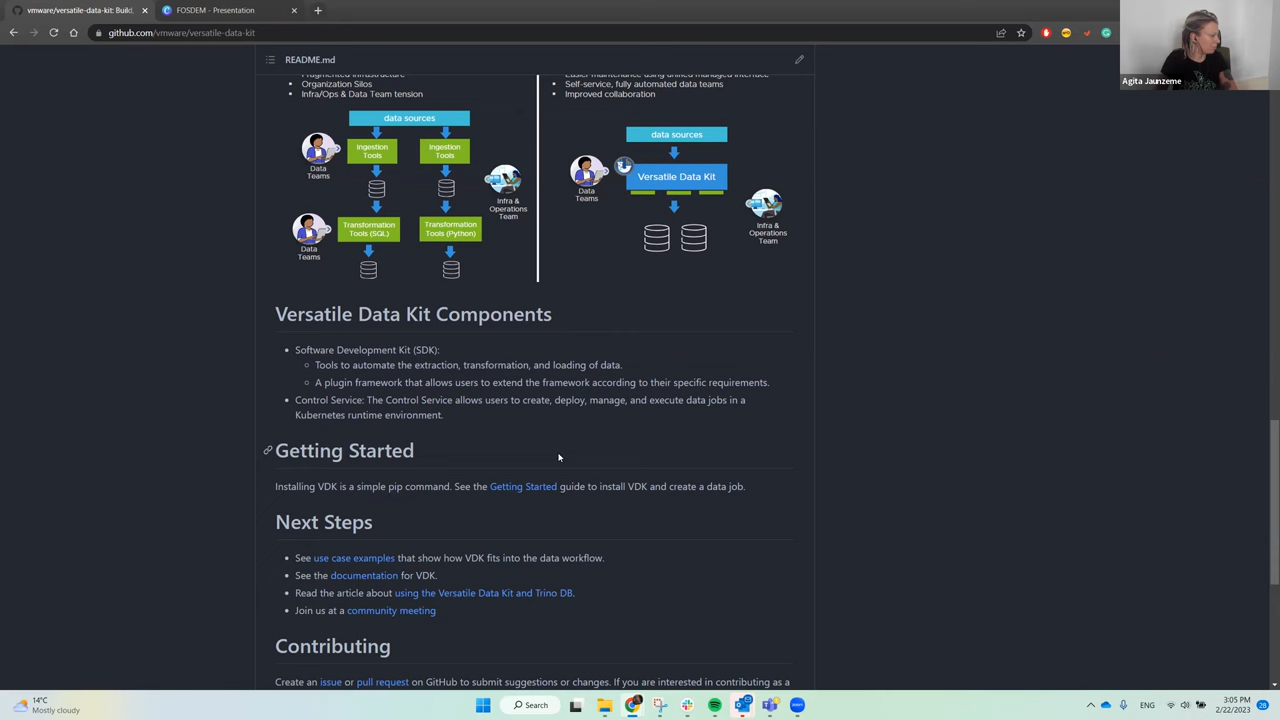 vmware/versatile-data-kit: Build,
FOSDEM - Presentation
github.com/vmware/versatile-data-kit
Agita Jaunzeme
README.md
Fragmented Infrastructure
Organization Silos
Infra/Ops & Data Team tension
Easier maintenance using unified managed interface
Self-service, fully automated data teams
Improved collaboration
data sources
Ingestion
Tools
Ingestion
Tools
Data
Teams
Infra &
Operations
Team
Transformation
Tools (SQL)
Transformation
Tools (Python)
Data
Teams
data sources
Versatile Data Kit
Data
Teams
Infra &
Operations
Team
Versatile Data Kit Components
Software Development Kit (SDK):
Tools to automate the extraction, transformation, and loading of data.
A plugin framework that allows users to extend the framework according to their specific requirements.
Control Service: The Control Service allows users to create, deploy, manage, and execute data jobs in a
Kubernetes runtime environment.
Getting Started
Installing VDK is a simple pip command. See the Getting Started guide to install VDK and create a data job.
Next Steps
See use case examples that show how VDK fits into the data workflow.
See the documentation for VDK.
Read the article about using the Versatile Data Kit and Trino DB.
Join us at a community meeting
Contributing
Create an issue or pull request on GitHub to submit suggestions or changes. If you are interested in contributing as a
14°C
Mostly cloudy
Search
ENG
3:05 PM
2/22/2023
28